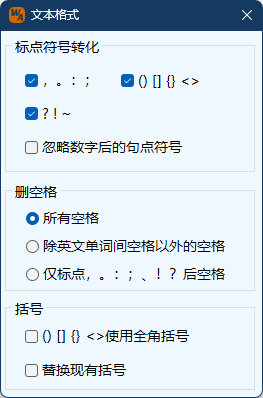 文本格式
标点符号转化
，。：；
() [] {} <>
? ! ~
忽略数字后的句点符号
删空格
所有空格
除英文单词间空格以外的空格
仅标点，。：；、！？后空格
括号
() [] {} <>使用全角括号
替换现有括号